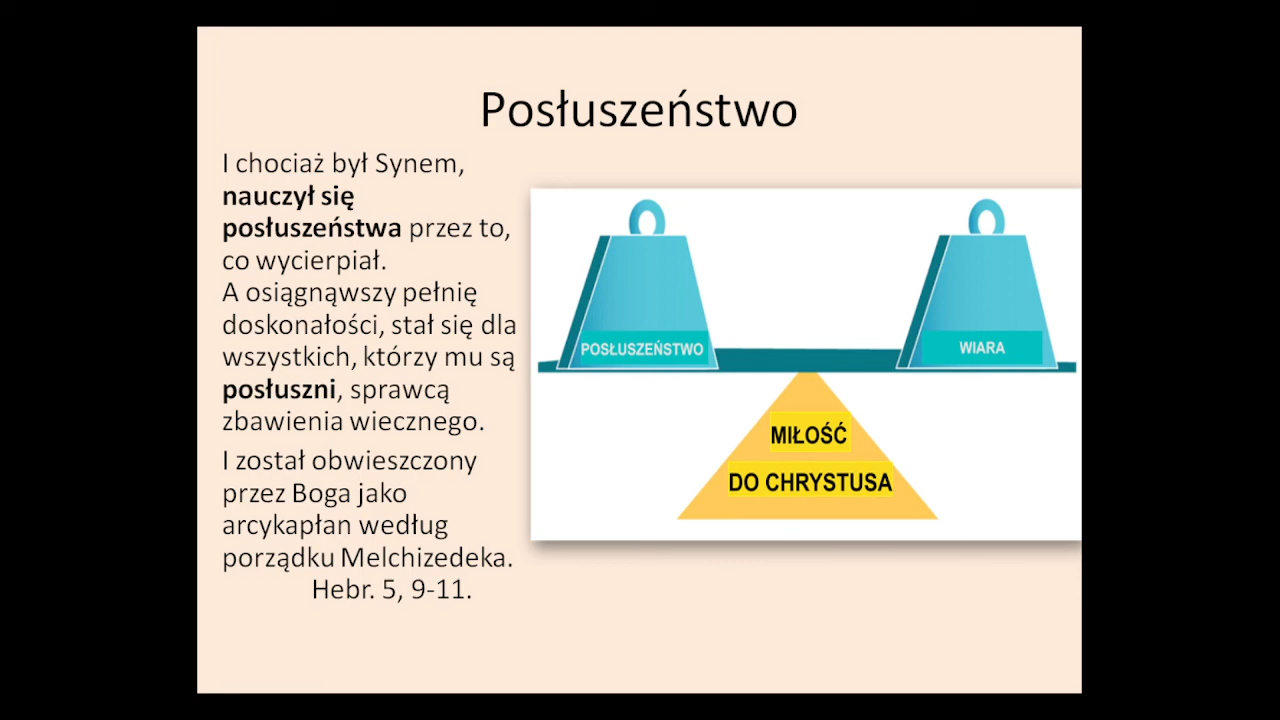 Posłuszeństwo
I chociaż był Synem,
nauczył się
posłuszeństwa przez to,
co wycierpiał.
A osiągnąwszy pełnię
doskonałości, stał się dla
wszystkich, którzy mu są
posłuszni, sprawcą
zbawienia wiecznego.
I został obwieszczony
przez Boga jako
arcykapłan według
porządku Melchizedeka.
Hebr. 5, 9-11.
POSŁUSZEŃSTWO
WIARA
MIŁOŚĆ
DO CHRYSTUSA